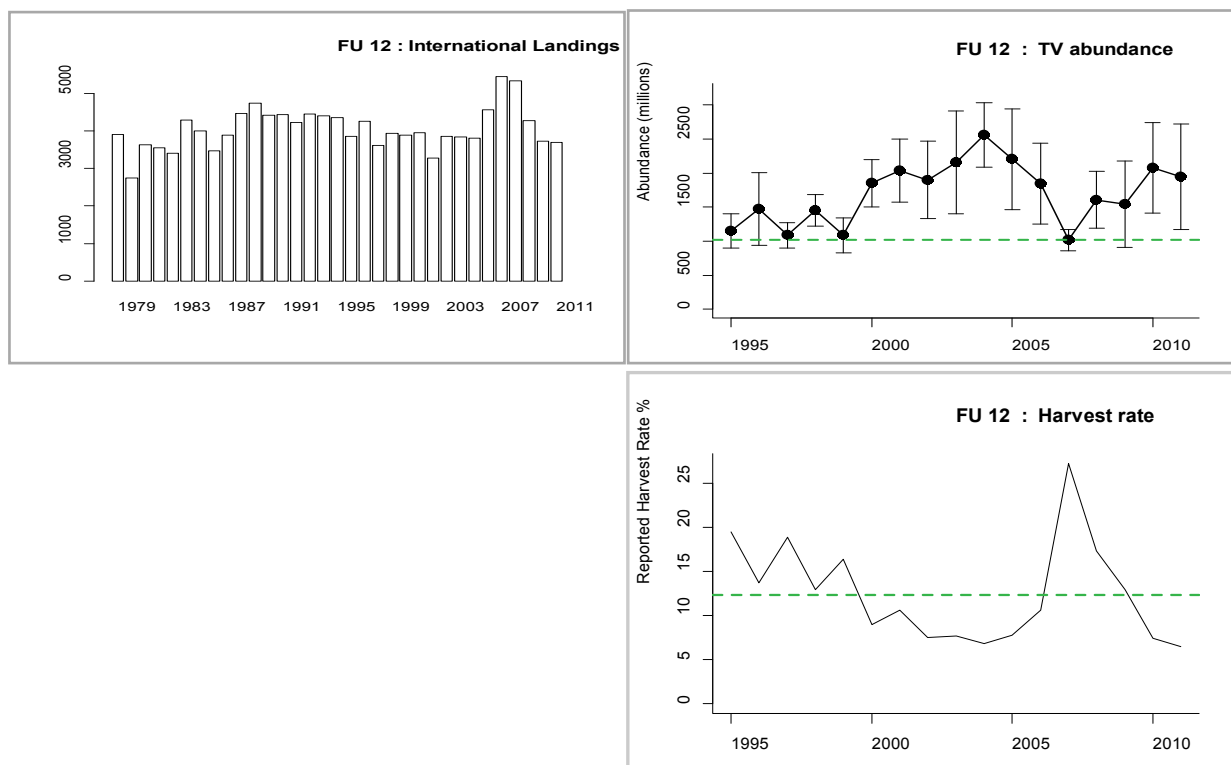 FU 12 : International Landings
5000
3000
1000
0
1979 1983 1987 1991 1995 1999 2003 2007 2011
FU 12 : TV abundance
Abundance (millions)
2500
1500
500
0
1995 2000 2005 2010
FU 12 : Harvest rate
Reported Harvest Rate %
25
20
15
10
5
0
1995 2000 2005 2010